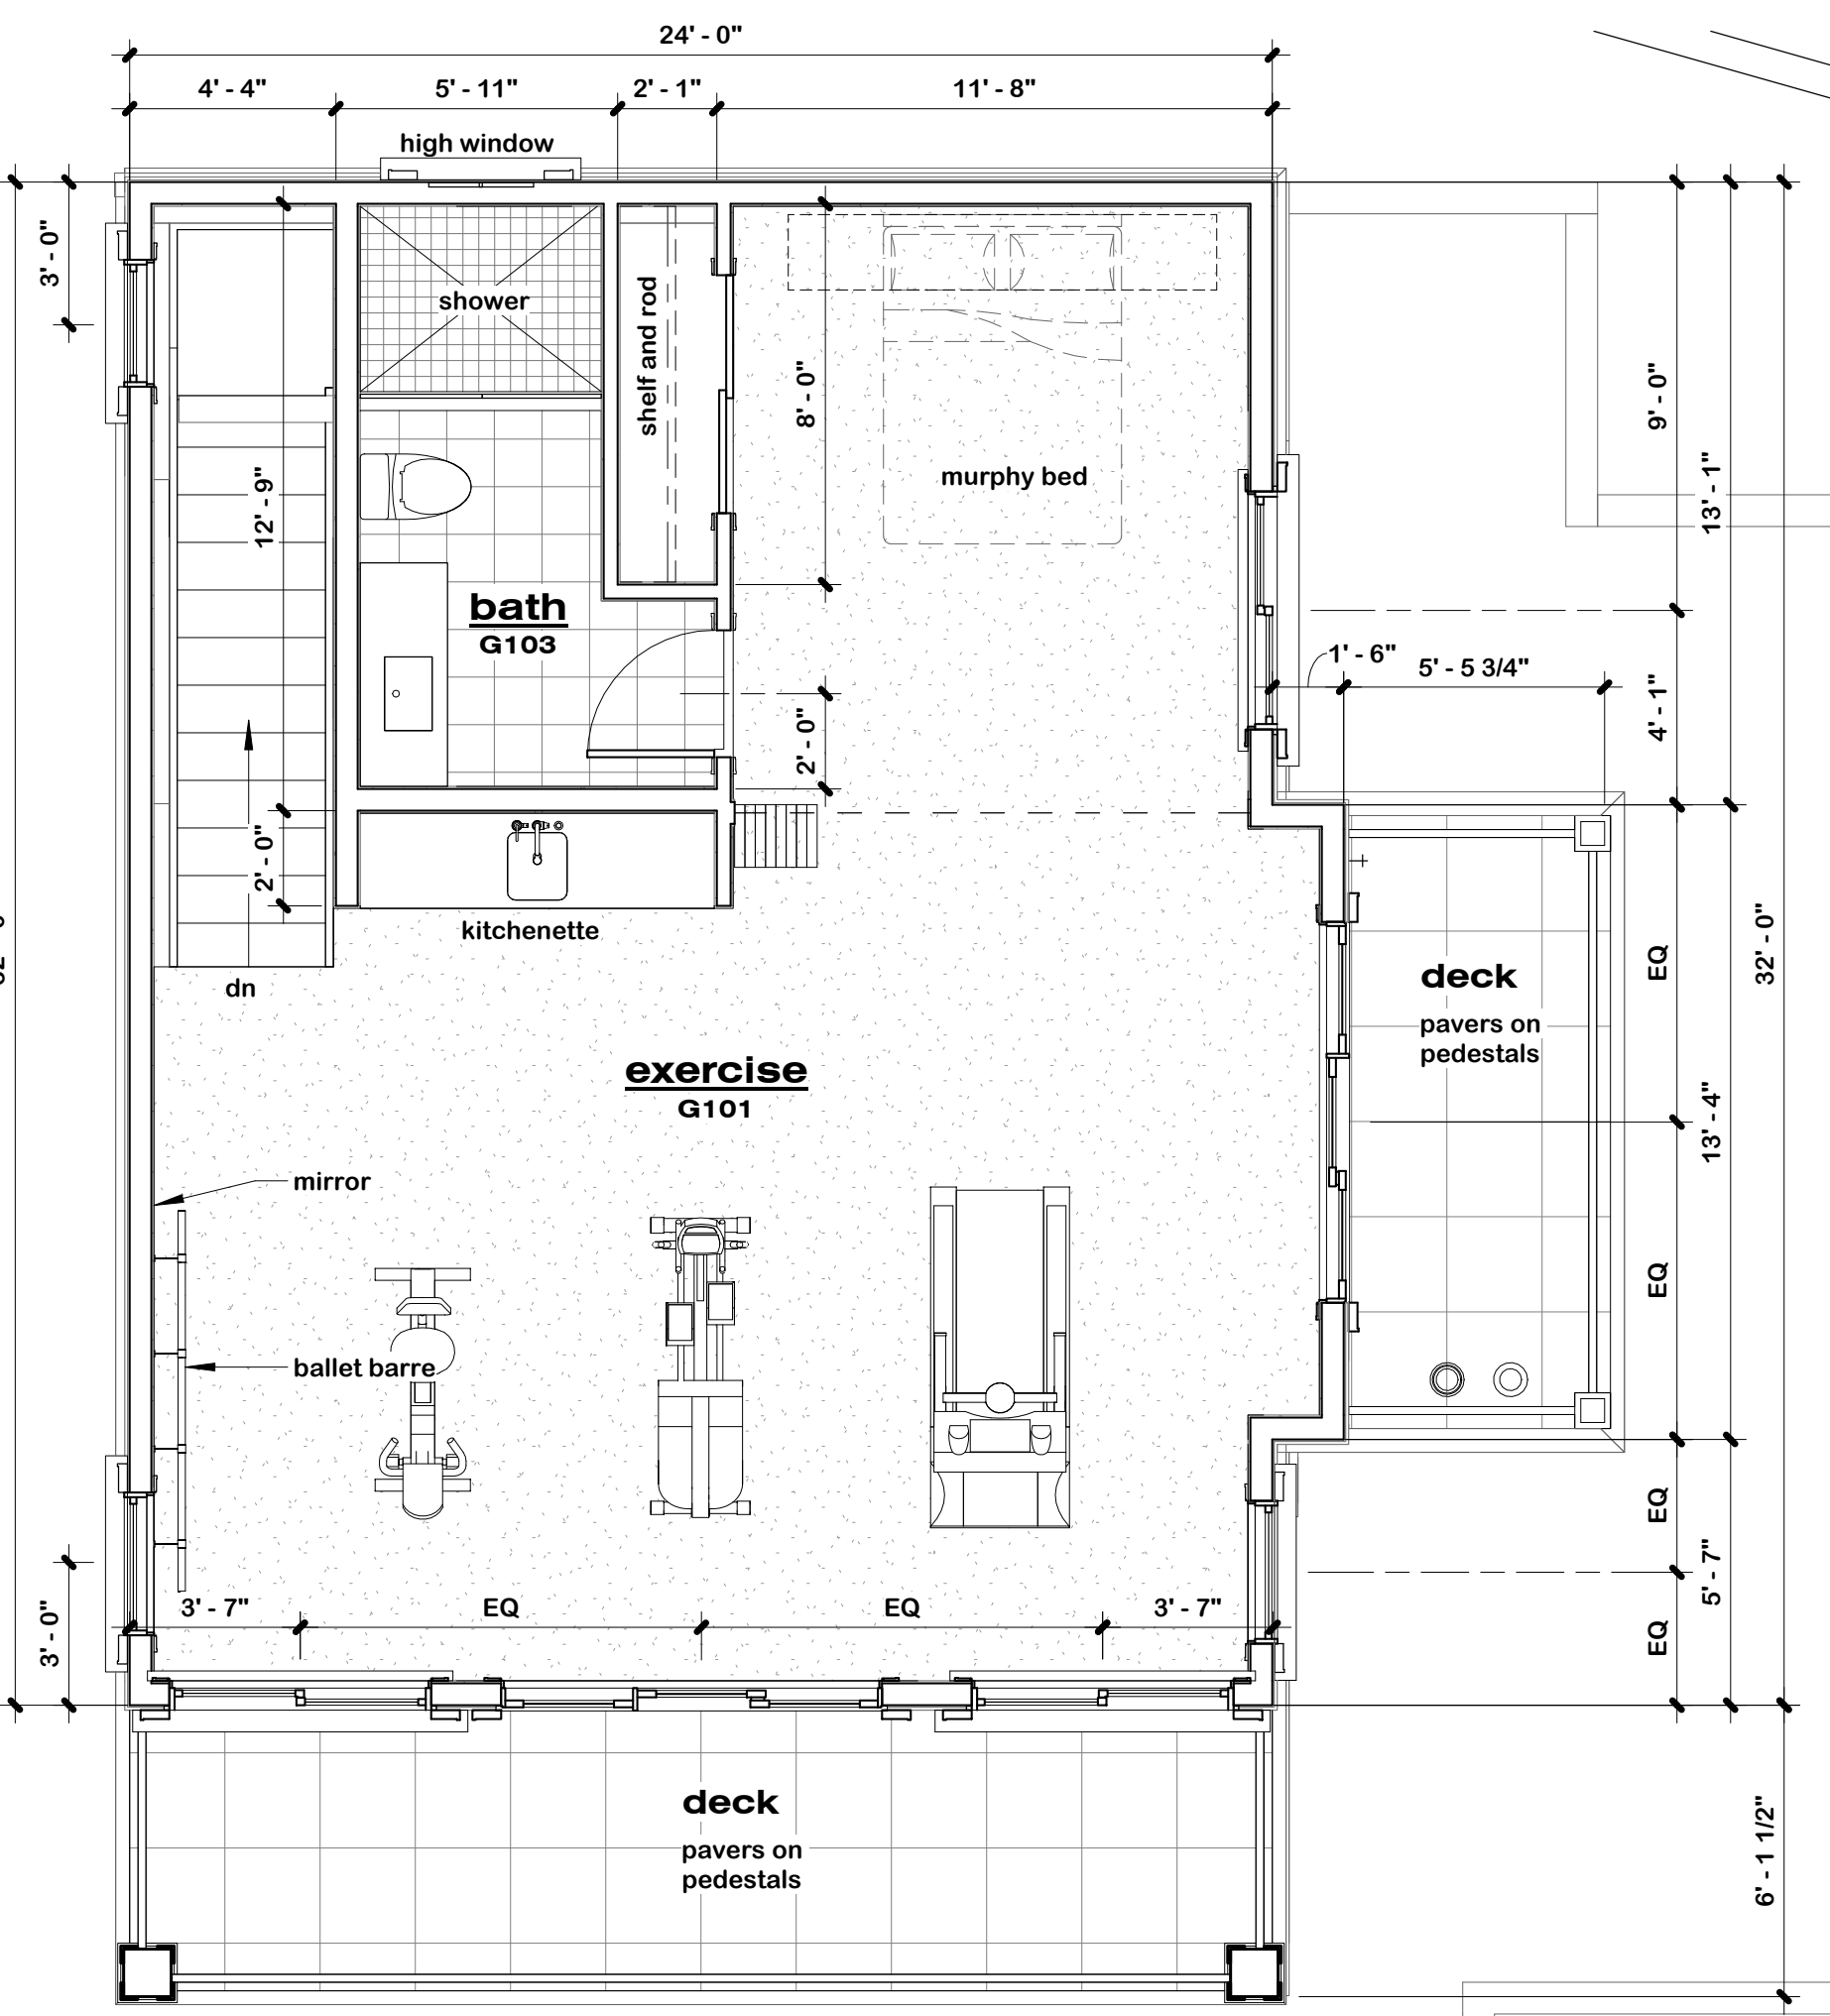 24' - 0"
4' - 4"
5' - 11"
2' - 1"
11' - 8"
high window
3' - 0"
shower
shelf and rod
8' - 0"
murphy bed
9' - 0"
13' - 1"
12' - 9"
bath
G103
1' - 6"
5' - 5 3/4"
4' - 1"
2' - 0"
2' - 0"
kitchenette
dn
deck
pavers on
pedestals
EQ
32' - 0"
exercise
G101
13' - 4"
mirror
EQ
ballet barre
EQ
5' - 7"
3' - 0"
3' - 7"
EQ
EQ
3' - 7"
EQ
deck
pavers on
pedestals
6' - 1 1/2"